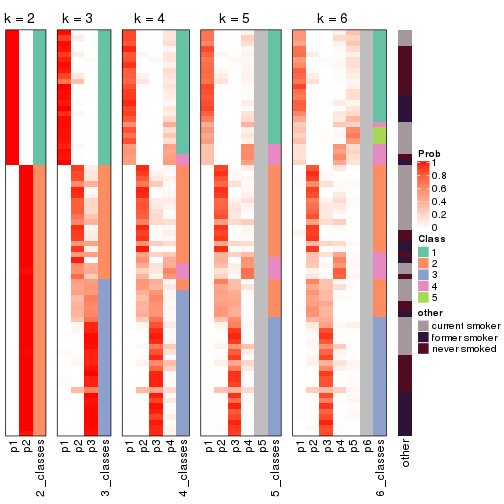 k = 2 k = 3 k = 4 k = 5 k = 6
Prob
1
0.8
0.6
0.4
0.2
0
Class
1
2
3
4
5
other
current smoker
former smoker
never smoked
p1 p2 2_classes p1 p2 p3 3_classes p1 p2 p3 4_classes p1 p2 p3 p4 p5 5_classes p1 p2 p3 p4 p5 p6 6_classes other